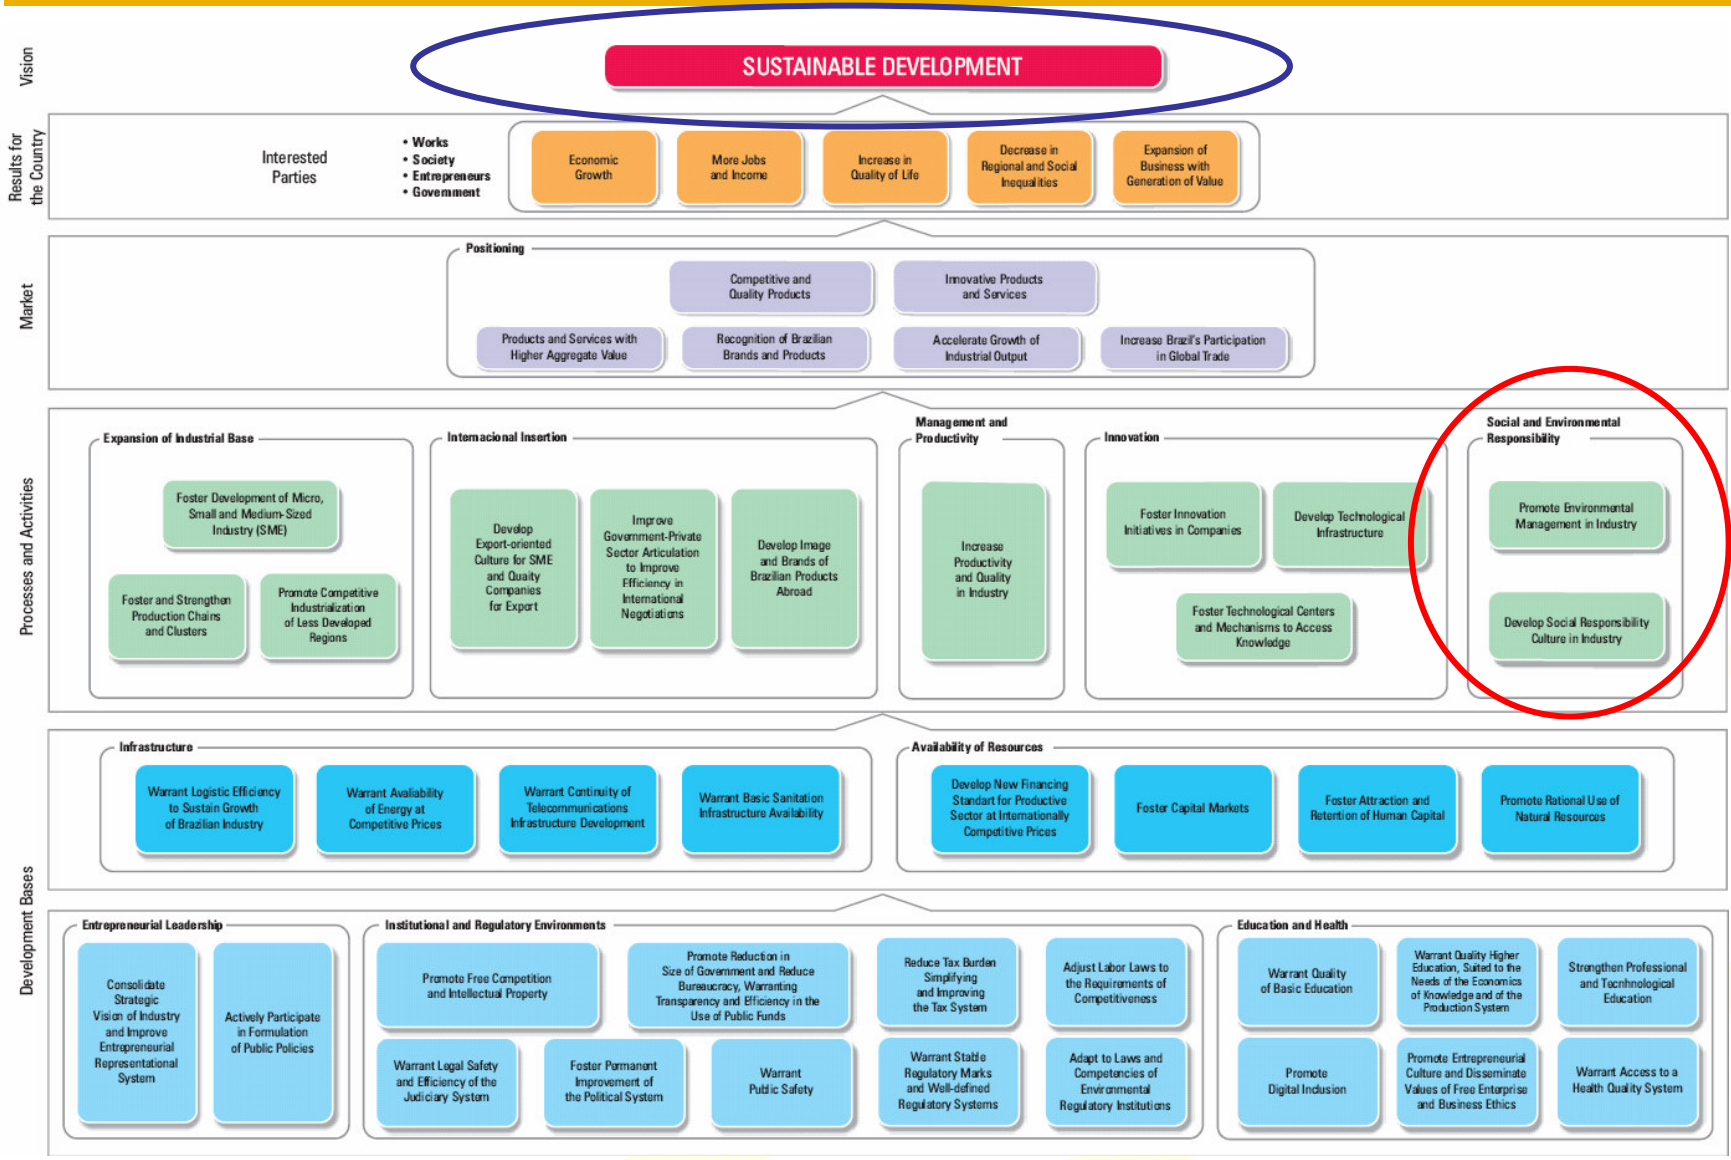 Vision
SUSTAINABLE DEVELOPMENT
Results for
the Country
Interested
Parties
• Works
• Society
• Entrepreneurs
• Government
Economic
Growth
More Jobs
and Income
Increase in
Quality of Life
Decrease in
Regional and Social
Inequalities
Expansion of
Business with
Generation of Value
Market
Positioning
Competitive and
Quality Products
Innovative Products
and Services
Products and Services with
Higher Aggregate Value
Recognition of Brazilian
Brands and Products
Accelerate Growth of
Industrial Output
Increase Brazil's Participation
in Global Trade
Processes and Activities
Expansion of Industrial Base
Foster Development of Micro,
Small and Medium-Sized
Industry (SME)
Foster and Strengthen
Production Chains
and Clusters
Promote Competitive
Industrialization
of Less Developed
Regions
Internacional Insertion
Develop
Export-oriented
Culture for SME
and Quaity
Companies
for Export
Improve
Government-Private
Sector Articulation
to Improve
Efficiency in
International
Negotiations
Develop Image
and Brands of
Brazilian Products
Abroad
Management and
Productivity
Increase
Productivity
and Quality
in Industry
Innovation
Foster Innovation
Initiatives in Companies
Develop Technological
Infrastructure
Foster Technological Centers
and Mechanisms to Access
Knowledge
Social and Environmental
Responsibility
Promote Environmental
Management in Industry
Develop Social Responsibility
Culture in Industry
Development Bases
Infrastructure
Warrant Logistic Efficiency
to Sustain Growth
of Brazilian Industry
Warrant Avaliability
of Energy at
Competitive Prices
Warrant Continuity of
Telecommunications
Infrastructure Development
Warrant Basic Sanitation
Infrastructure Availability
Availability of Resources
Develop New Financing
Standart for Productive
Sector at Internationally
Competitive Prices
Foster Capital Markets
Foster Attraction and
Retention of Human Capital
Promote Rational Use of
Natural Resources
Entrepreneurial Leadership
Consolidate
Strategic
Vision of Industry
and Improve
Entrepreneurial
Representational
System
Actively Participate
in Formulation
of Public Policies
Institutional and Regulatory Environments
Promote Free Competition
and Intellectual Property
Promote Reduction in
Size of Government and Reduce
Bureaucracy, Warranting
Transparency and Efficiency in the
Use of Public Funds
Reduce Tax Burden
Simplifying
and Improving
the Tax System
Adjust Labor Laws to
the Requirements of
Competitiveness
Warrant Legal Safety
and Efficiency of the
Judiciary System
Foster Permanent
Improvement of
the Political System
Warrant
Public Safety
Warrant Stable
Regulatory Marks
and Well-defined
Regulatory Systems
Adapt to Laws and
Competencies of
Environmental
Regulatory Institutions
Education and Health
Warrant Quality
of Basic Education
Warrant Quality Higher
Education, Suited to the
Needs of the Economics
of Knowledge and of the
Production System
Strengthen Professional
and Tecnhnological
Education
Promote
Digital Inclusion
Promote Entrepreneurial
Culture and Disseminate
Values of Free Enterprise
and Business Ethics
Warrant Access to a
Health Quality System